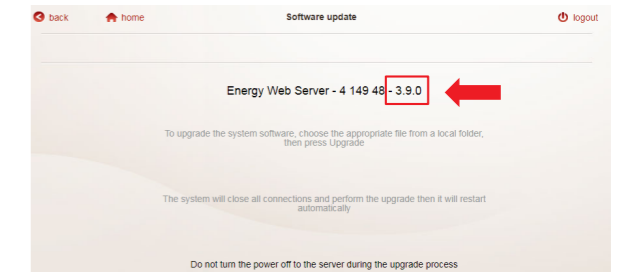 back home Software update logout
Energy Web Server - 4 149 48 - 3.9.0
To upgrade the system software, choose the appropriate file from a local folder,
then press Upgrade
The system will close all connections and perform the upgrade then it will restart
automatically
Do not turn the power off to the server during the upgrade process